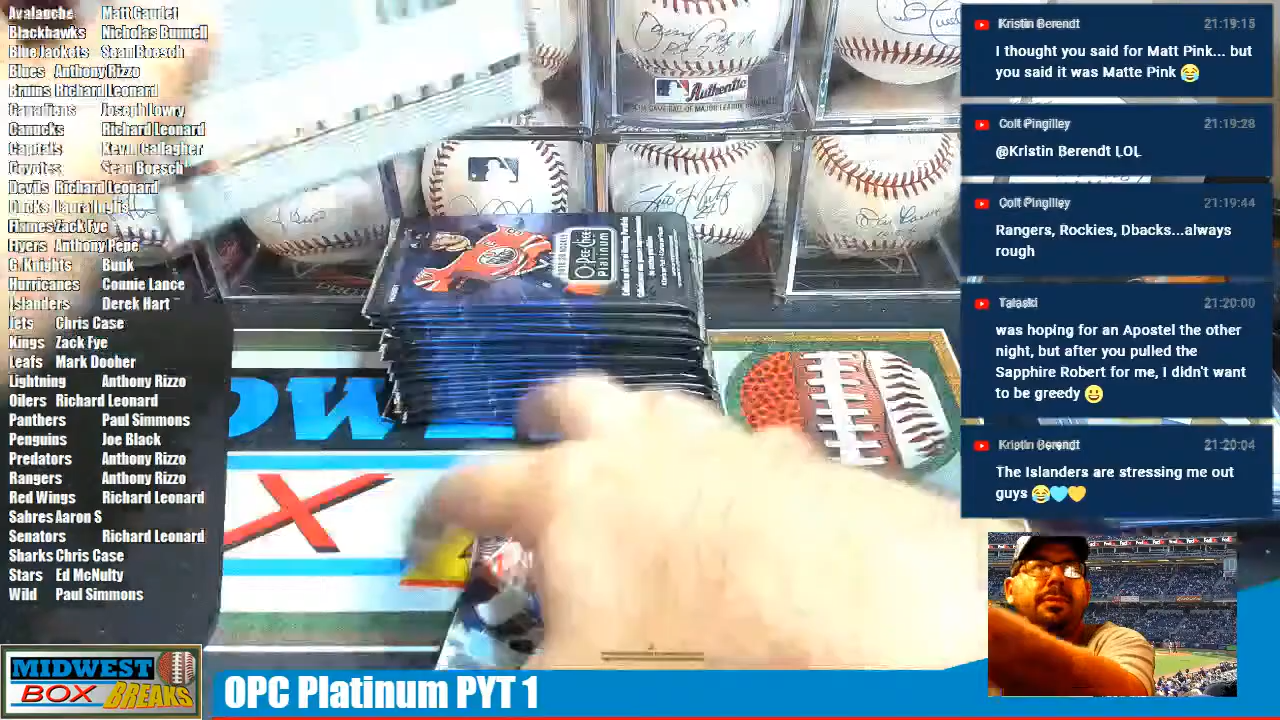 Avalanche Matt Gaudet
Blackhawks Nicholas Bunnell
Blue Jackets Sean Boesch
Blues Anthony Rizzo
Bruins Richard Leonard
Canadiens Joseph Lowry
Canucks Richard Leonard
Capitals Kevin Gallagher
Coyotes Sean Boesch
Devils Richard Leonard
Ducks
Flames Zack Fye
Flyers Anthony Pepe
G. Knights Bunk
Hurricanes Connie Lance
Islanders Derek Hart
Jets Chris Case
Kings Zack Fye
Leafs Mark Doober
Lightning Anthony Rizzo
Oilers Richard Leonard
Panthers Paul Simmons
Penguins Joe Black
Predators Anthony Rizzo
Rangers Anthony Rizzo
Red Wings Richard Leonard
Sabres Aaron S
Senators Richard Leonard
Sharks Chris Case
Stars Ed McNulty
Wild Paul Simmons
MIDWEST
BOX BREAKS
OPC Platinum PYT 1
Authentic
O-Pee-Chee
Platinum
X
Kristin Berendt 21:19:15
I thought you said for Matt Pink... but
you said it was Matte Pink 😂
Colt Pingilley 21:19:28
@Kristin Berendt LOL
Colt Pingilley 21:19:44
Rangers, Rockies, Dbacks...always
rough
Talaski 21:20:00
was hoping for an Apostel the other
night, but after you pulled the
Sapphire Robert for me, I didn't want
to be greedy 😀
Kristin Berendt 21:20:04
The Islanders are stressing me out
guys 😂🩵💛